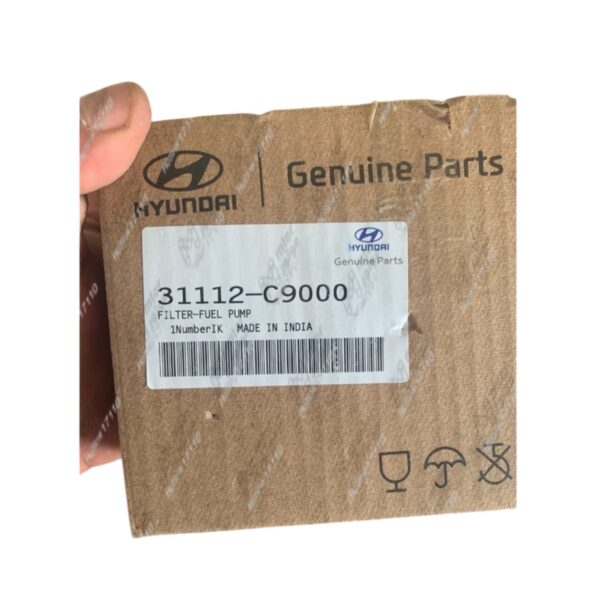 HYUNDAI
Genuine Parts
HYUNDAI
Genuine Parts
31112-C9000
FILTER-FUEL PUMP
1NumberIK MADE IN INDIA